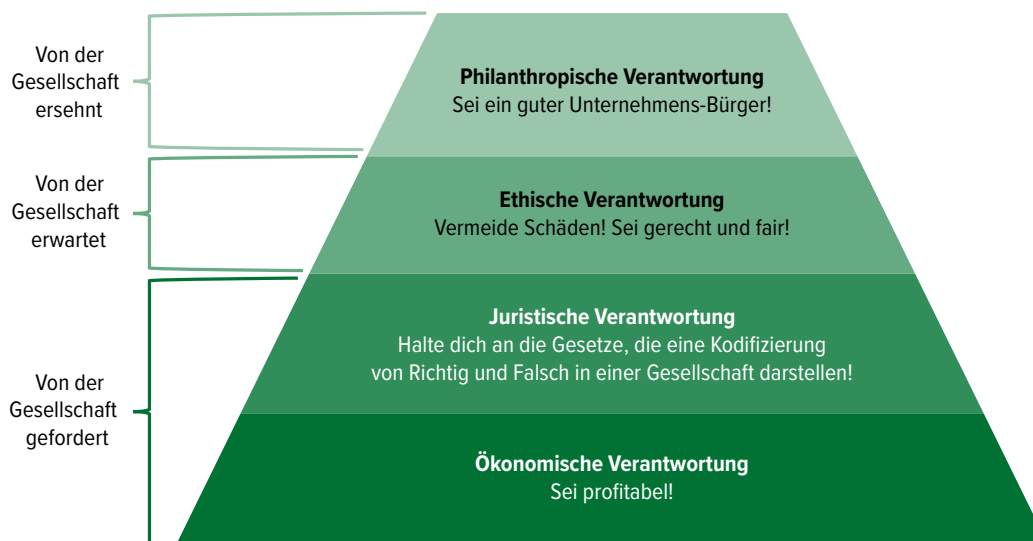 Von der
Gesellschaft
ersehnt
Philanthropische Verantwortung
Sei ein guter Unternehmens-Bürger!
Von der
Gesellschaft
erwartet
Ethische Verantwortung
Vermeide Schäden! Sei gerecht und fair!
Von der
Gesellschaft
gefordert
Juristische Verantwortung
Halte dich an die Gesetze, die eine Kodifizierung
von Richtig und Falsch in einer Gesellschaft darstellen!
Ökonomische Verantwortung
Sei profitabel!